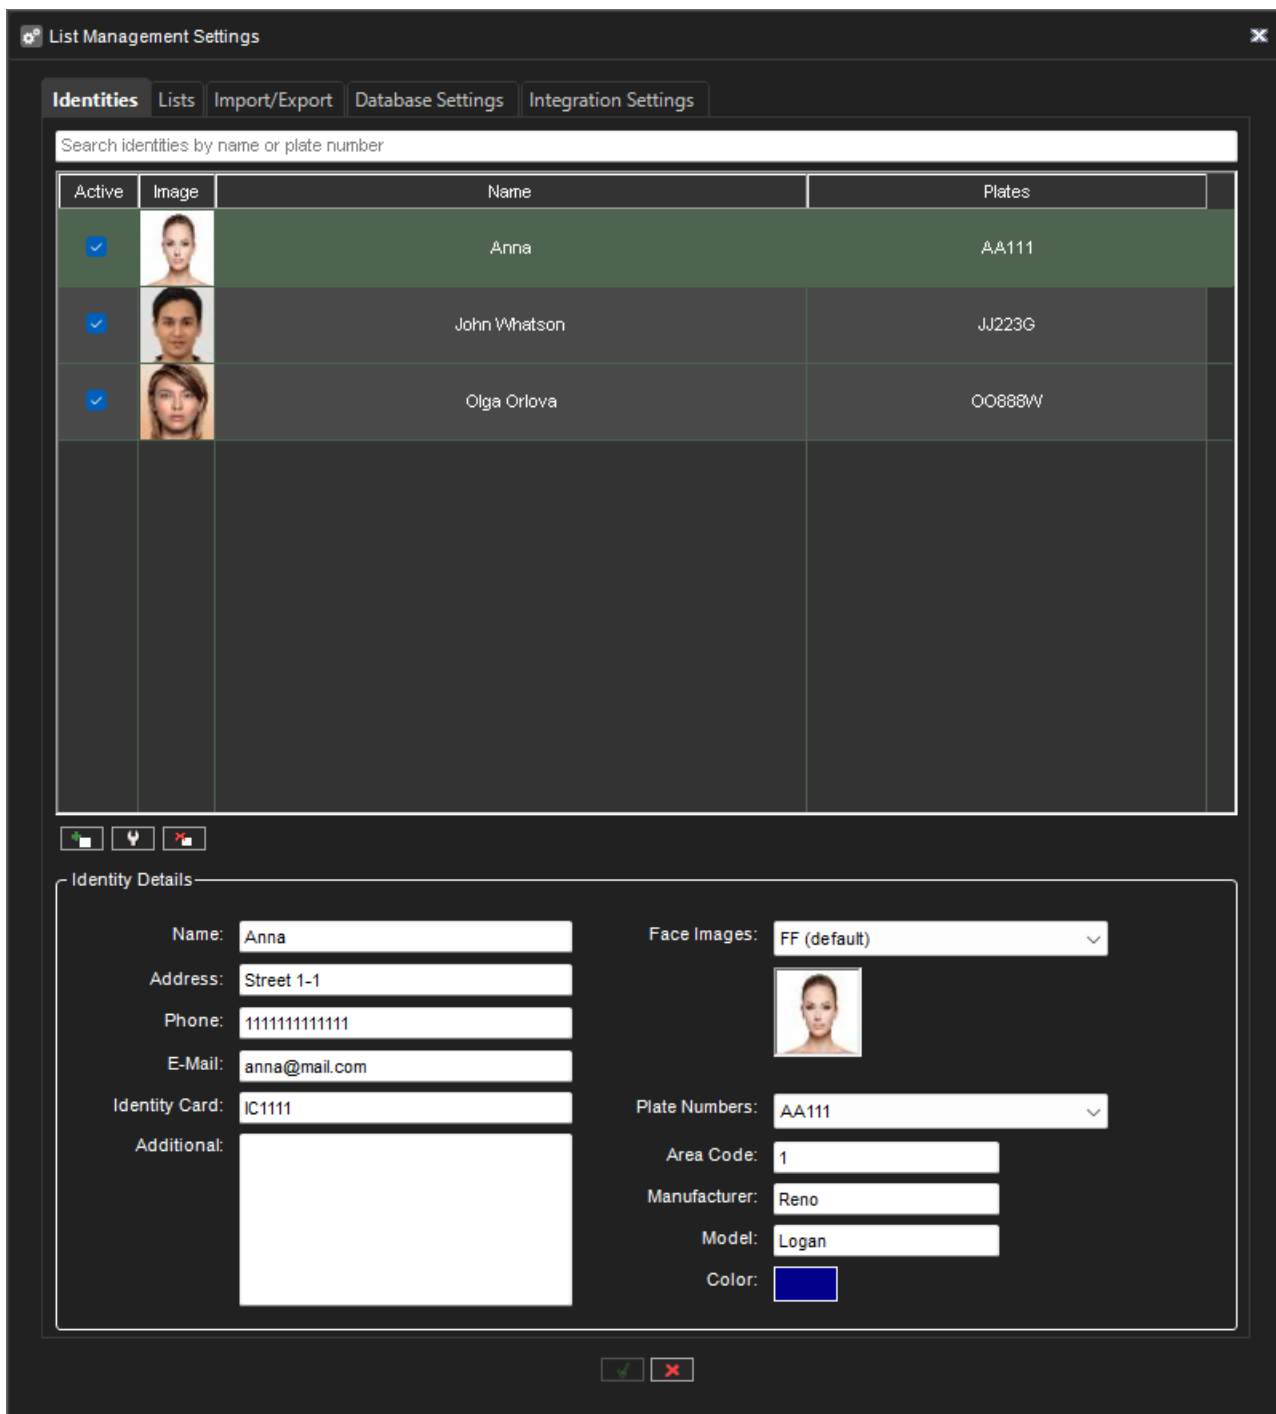 List Management Settings
Identities Lists Import/Export Database Settings Integration Settings
Search identities by name or plate number
Active Image Name Plates
Anna AA111
John Whatson JJ223G
Olga Orlova OO888W
Identity Details
Name: Anna Face Images: FF (default)
Address: Street 1-1
Phone: 1111111111111
E-Mail: anna@mail.com
Identity Card: IC1111 Plate Numbers: AA111
Additional: Area Code: 1
Manufacturer: Reno
Model: Logan
Color: